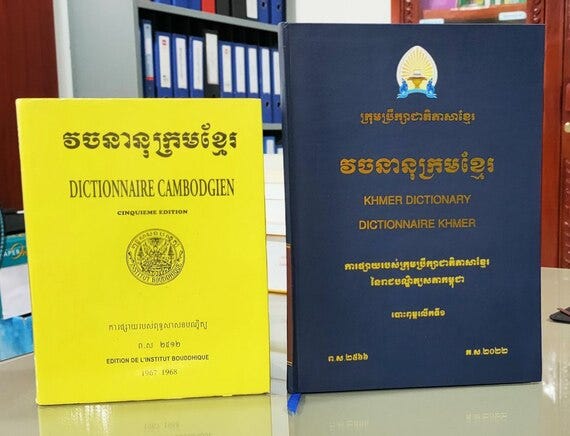 វចនានុក្រមខ្មែរ
DICTIONNAIRE CAMBODGIEN
CINQUIEME EDITION
INSTITUT BOUDDHIQUE
ការផ្សាយរបស់ពុទ្ធសាសនបណ្ឌិត្យ
ព.ស ២៥១២
EDITION DE L'INSTITUT BOUDDHIQUE
1967 1968
ក្រុមប្រឹក្សាជាតិភាសាខ្មែរ
វចនានុក្រមខ្មែរ
KHMER DICTIONARY
DICTIONNAIRE KHMER
ការផ្សាយរបស់ក្រុមប្រឹក្សាជាតិភាសាខ្មែរ
នៃរាជបណ្ឌិត្យសភាកម្ពុជា
បោះពុម្ពលើកទី១
ព.ស.២៥៦៦
គ.ស.២០២២